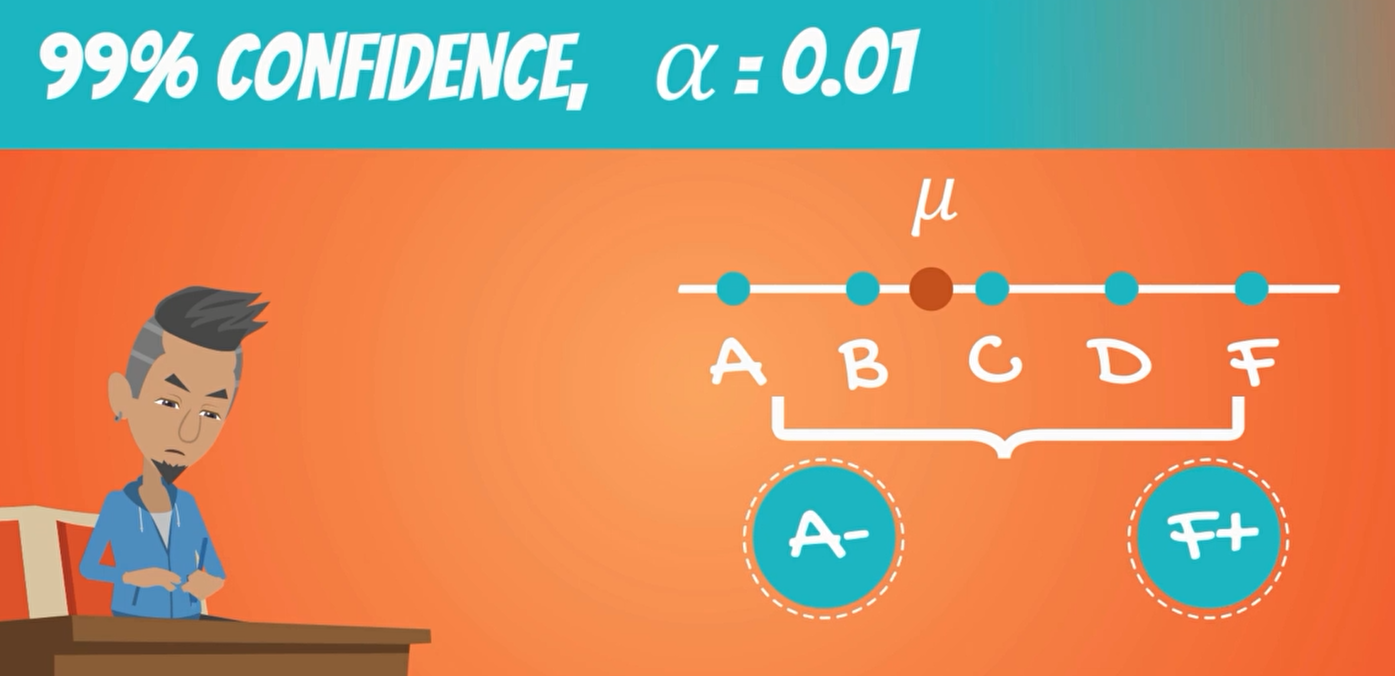 99% CONFIDENCE, α = 0.01
μ
A B C D F
A- F+